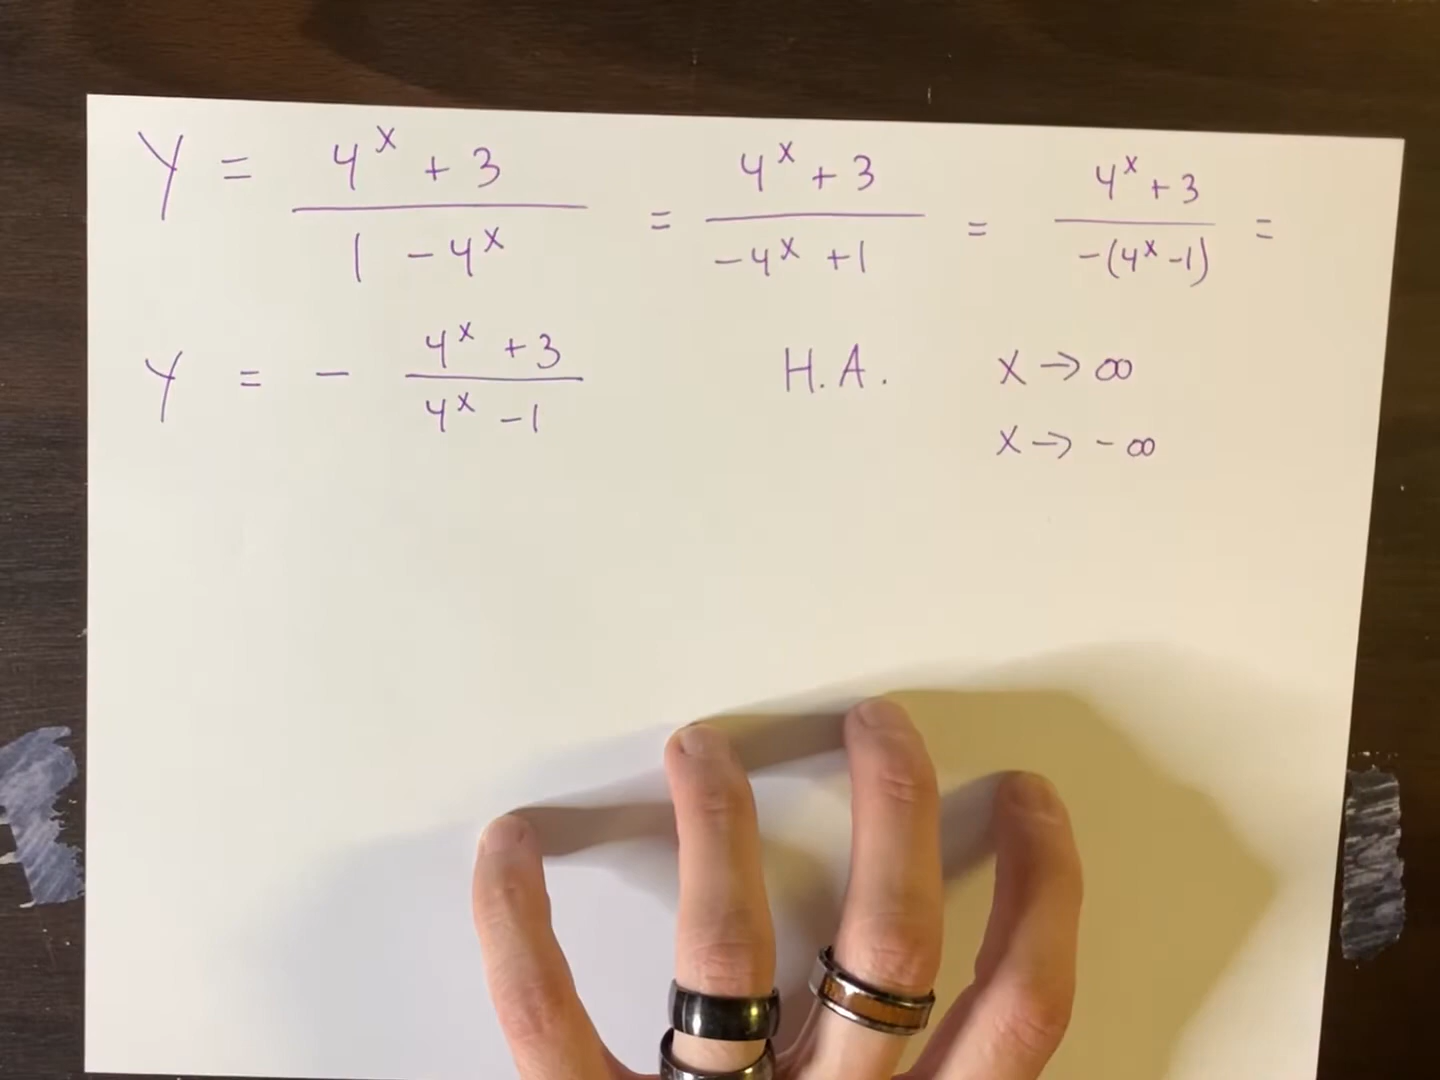 Y = (4^x + 3)/(1 - 4^x) = (4^x + 3)/(-4^x + 1) = (4^x + 3)/(-(4^x - 1)) =
Y = - (4^x + 3)/(4^x - 1) H.A. x → ∞
x → - ∞